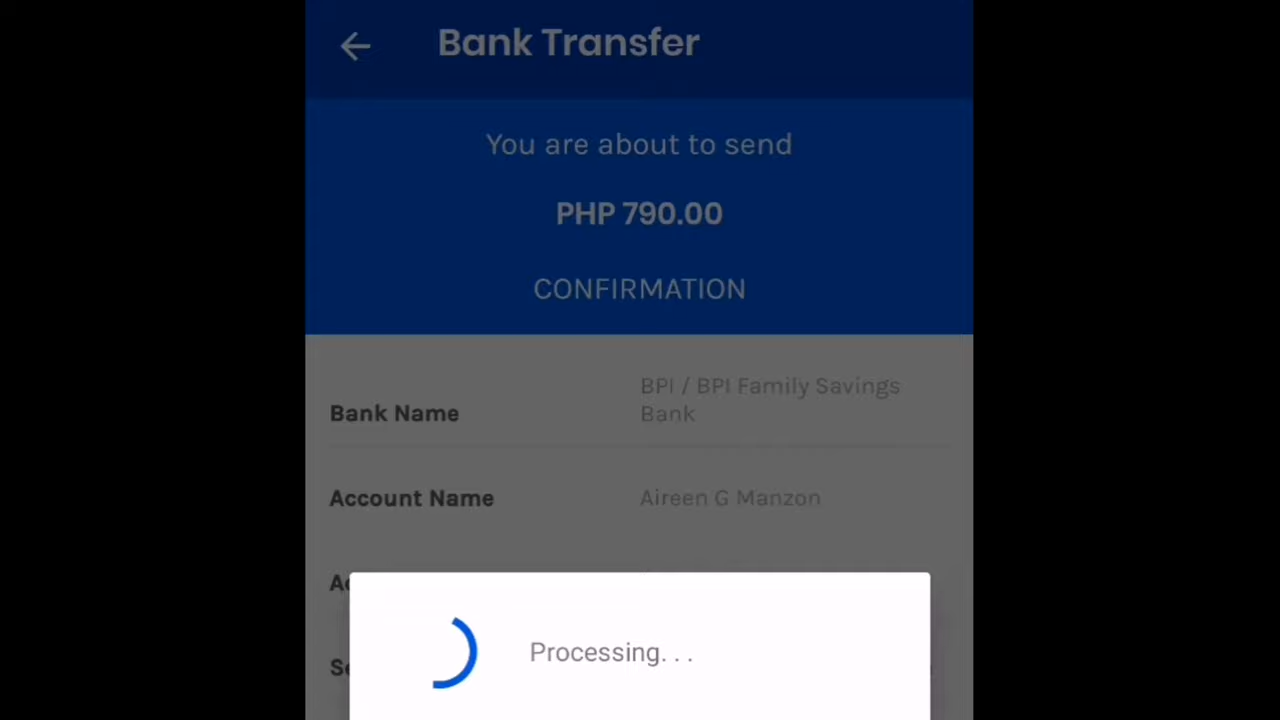 Bank Transfer
You are about to send
PHP 790.00
CONFIRMATION
BPI / BPI Family Savings
Bank Name
Bank
Account Name
Aireen G Manzon
Processing. . .